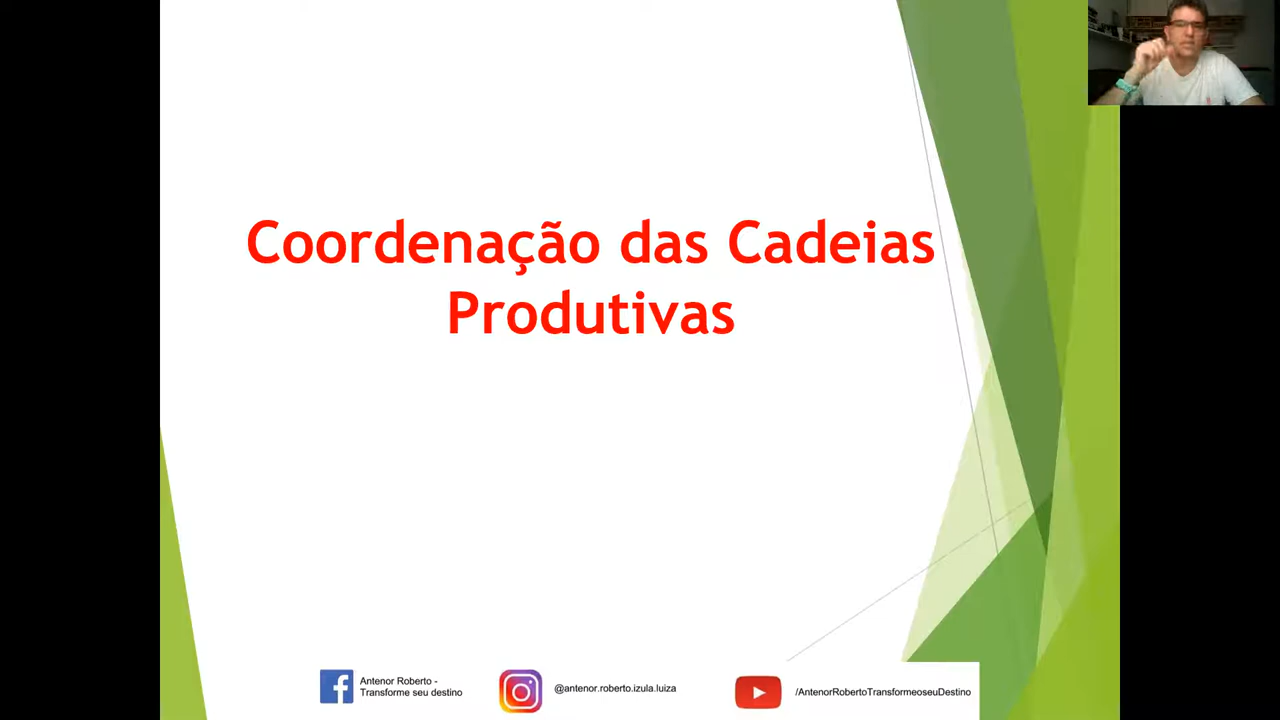 Coordenação das Cadeias
Produtivas
Antenor Roberto -
Transforme seu destino
@antenor.roberto.izula.luiza
/AntenorRobertoTransformeoseuDestino